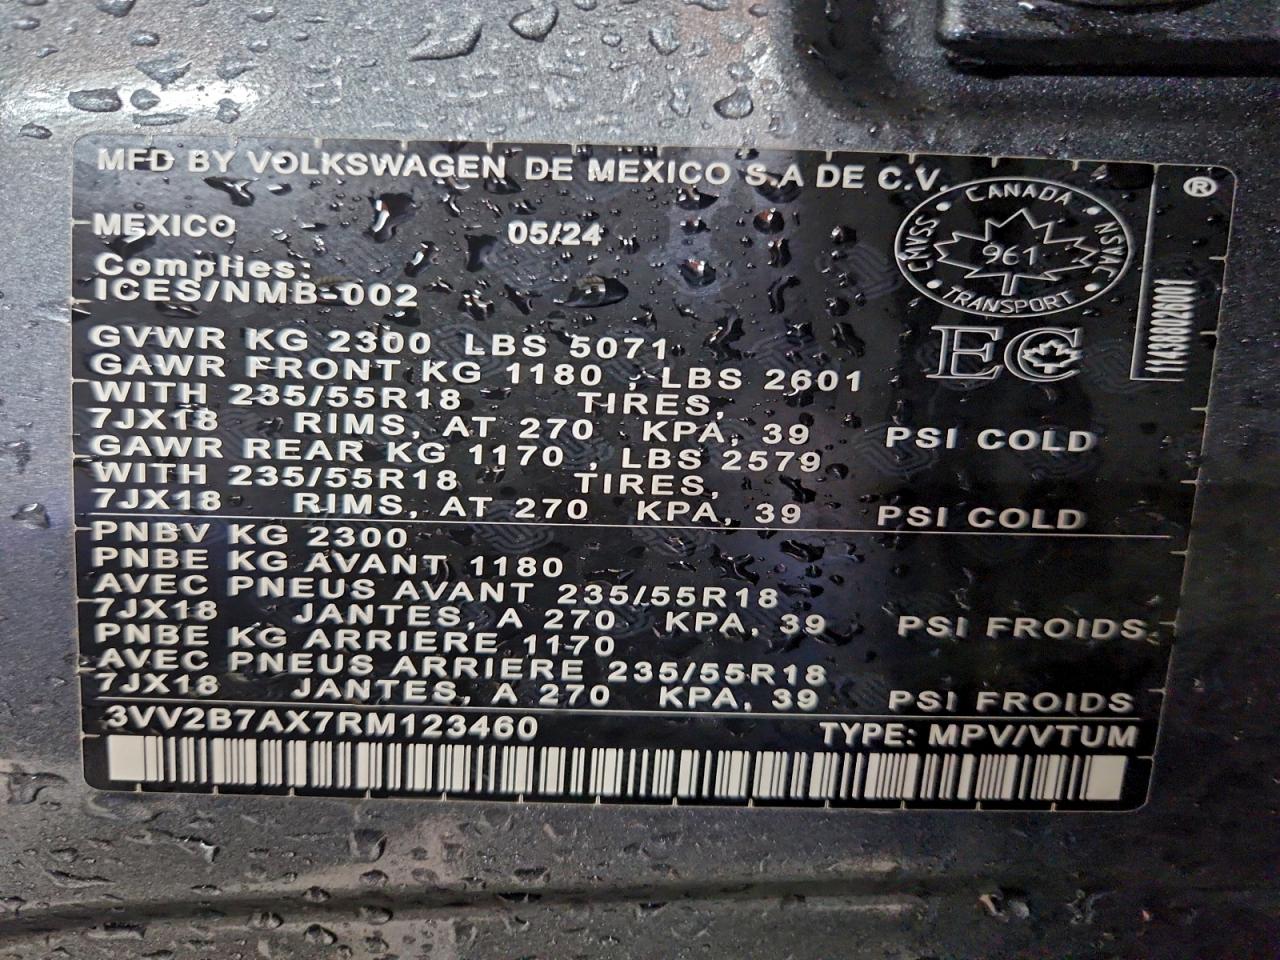 MFD BY VOLKSWAGEN DE MEXICO S.A DE C.V.
®
MEXICO 05/24
CANADA
CMVSS NSVAC
961
TRANSPORT
Complies:
ICES/NMB-002
EC
11438026001
GVWR KG 2300 LBS 5071
GAWR FRONT KG 1180 , LBS 2601
WITH 235/55R18 TIRES,
7JX18 RIMS, AT 270 KPA, 39 PSI COLD
GAWR REAR KG 1170 , LBS 2579
WITH 235/55R18 TIRES,
7JX18 RIMS, AT 270 KPA, 39 PSI COLD
PNBV KG 2300
PNBE KG AVANT 1180
AVEC PNEUS AVANT 235/55R18
7JX18 JANTES, A 270 KPA, 39 PSI FROIDS,
PNBE KG ARRIERE 1170
AVEC PNEUS ARRIERE 235/55R18
7JX18 JANTES, A 270 KPA, 39 PSI FROIDS
3VV2B7AX7RM123460 TYPE: MPV/VTUM